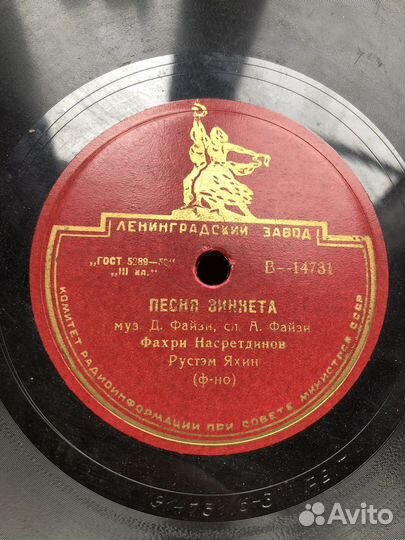 ЛЕНИНГРАДСКИЙ ЗАВОД
„ГОСТ 5289—50"
„III кл."
В—14731
ПЕСНЯ ЗИННЕТА
муз. Д. Файзи, сл. А. Файзи
Фахри Насретдинов
Рустэм Яхин
(ф-но)
КОМИТЕТ РАДИОИНФОРМАЦИИ ПРИ СОВЕТЕ МИНИСТРОВ СССР
Avito